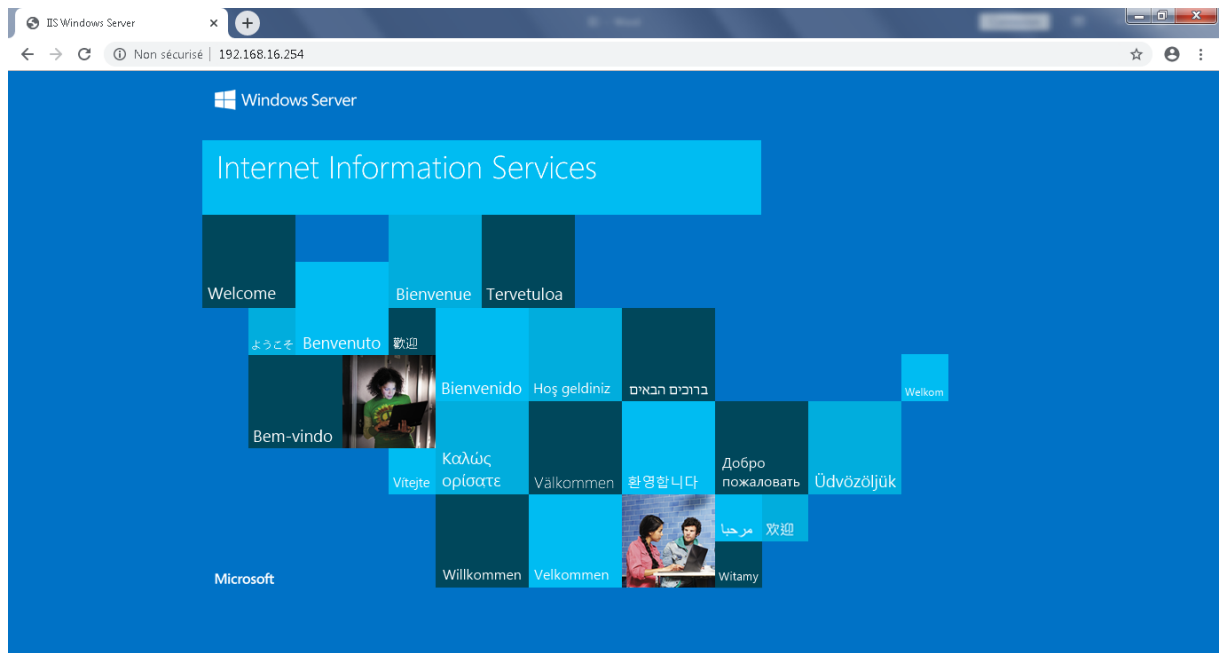 IIS Windows Server
Non sécurisé
192.168.16.254
Windows Server
Internet Information Services
Welcome
Bienvenue
Tervetuloa
ようこそ
Benvenuto
歡迎
Bienvenido
Hoş geldiniz
ברוכים הבאים
Welkom
Bem-vindo
Vítejte
Καλώς
ορίσατε
Välkommen
환영합니다
Добро
пожаловать
Üdvözöljük
مرحبا
欢迎
Willkommen
Velkommen
Witamy
Microsoft